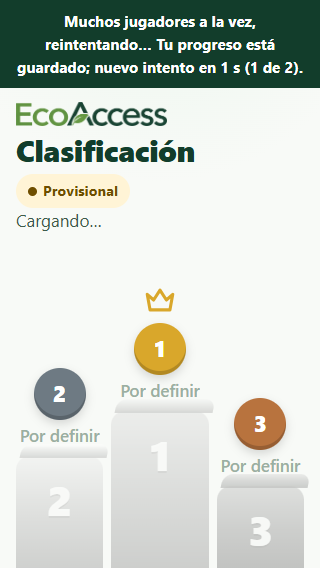 Muchos jugadores a la vez,
reintentando... Tu progreso está
guardado; nuevo intento en 1 s (1 de 2).
EcoAccess
Clasificación
Provisional
Cargando...
1
2
Por definir
3
Por definir
Por definir
1
2
3